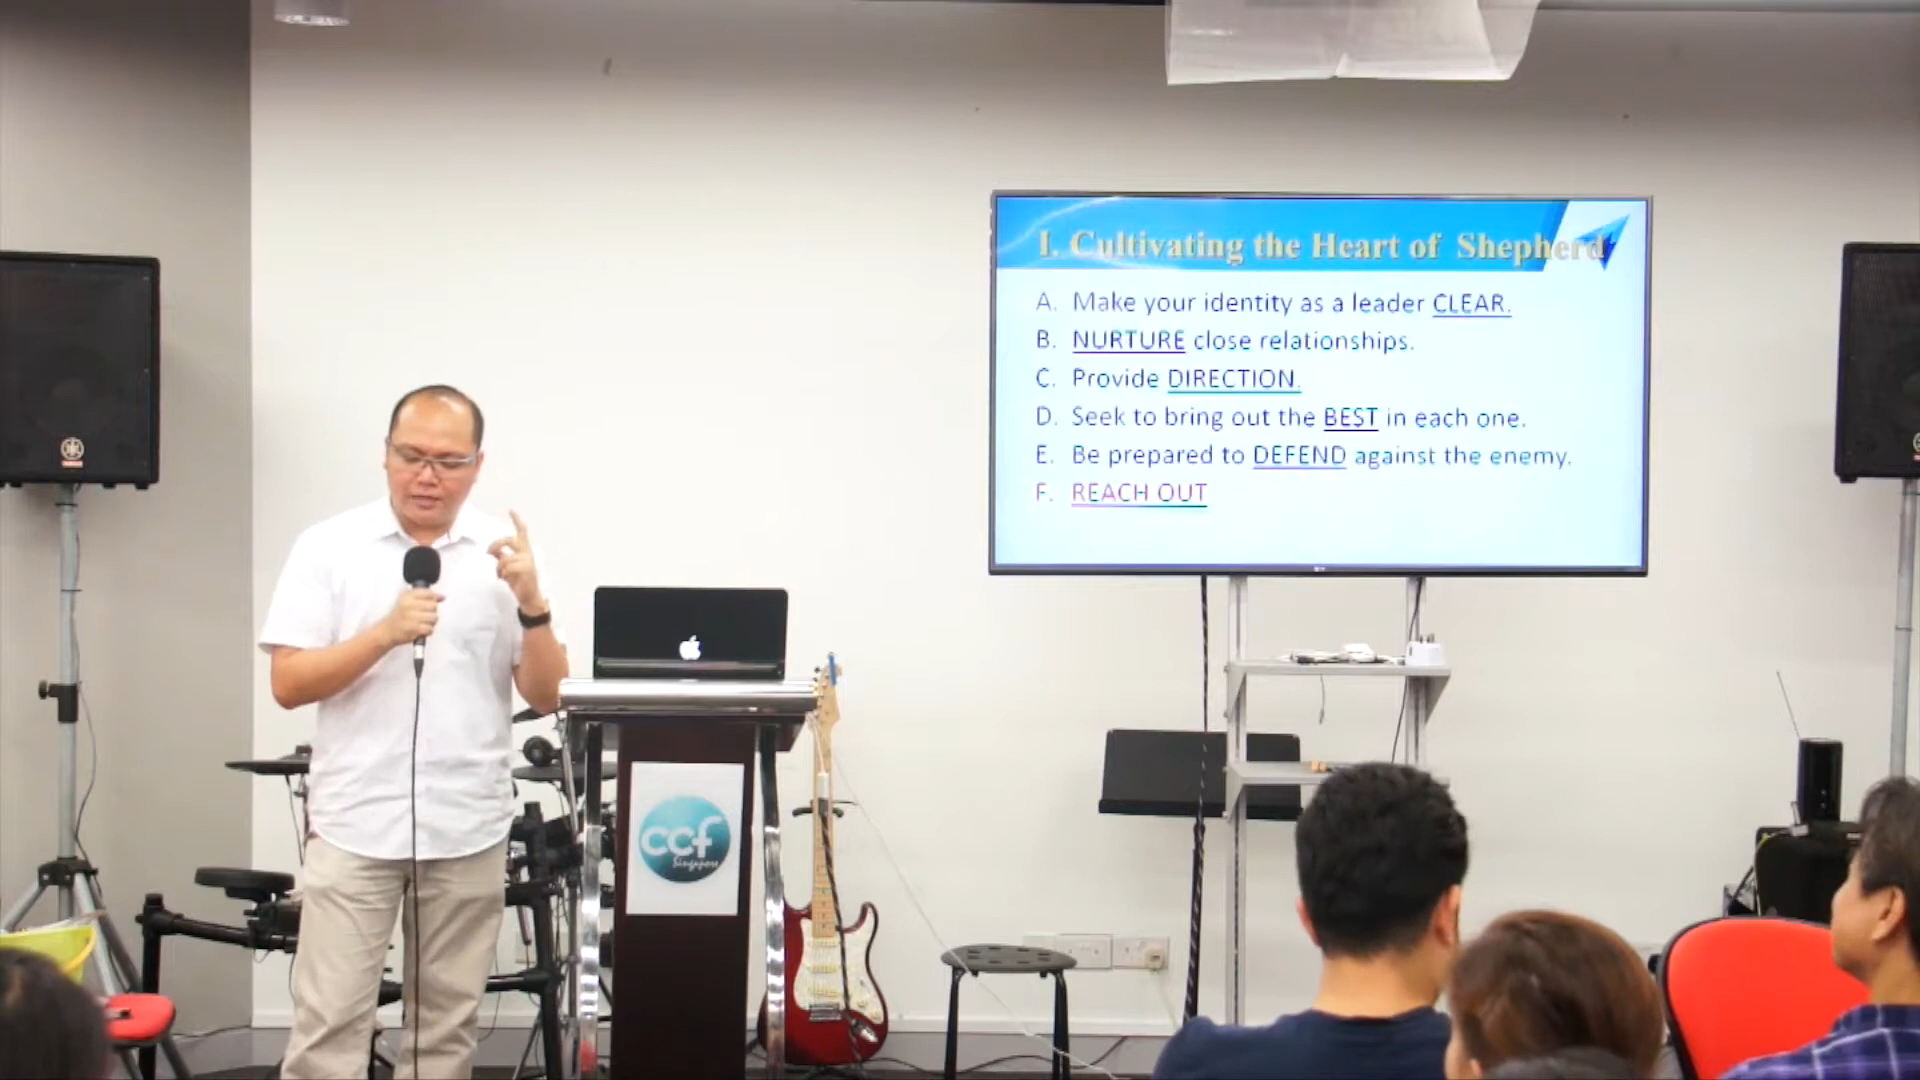 I. Cultivating the Heart of Shepherd
A. Make your identity as a leader CLEAR.
B. NURTURE close relationships.
C. Provide DIRECTION.
D. Seek to bring out the BEST in each one.
E. Be prepared to DEFEND against the enemy.
F. REACH OUT
ccf
Singapore